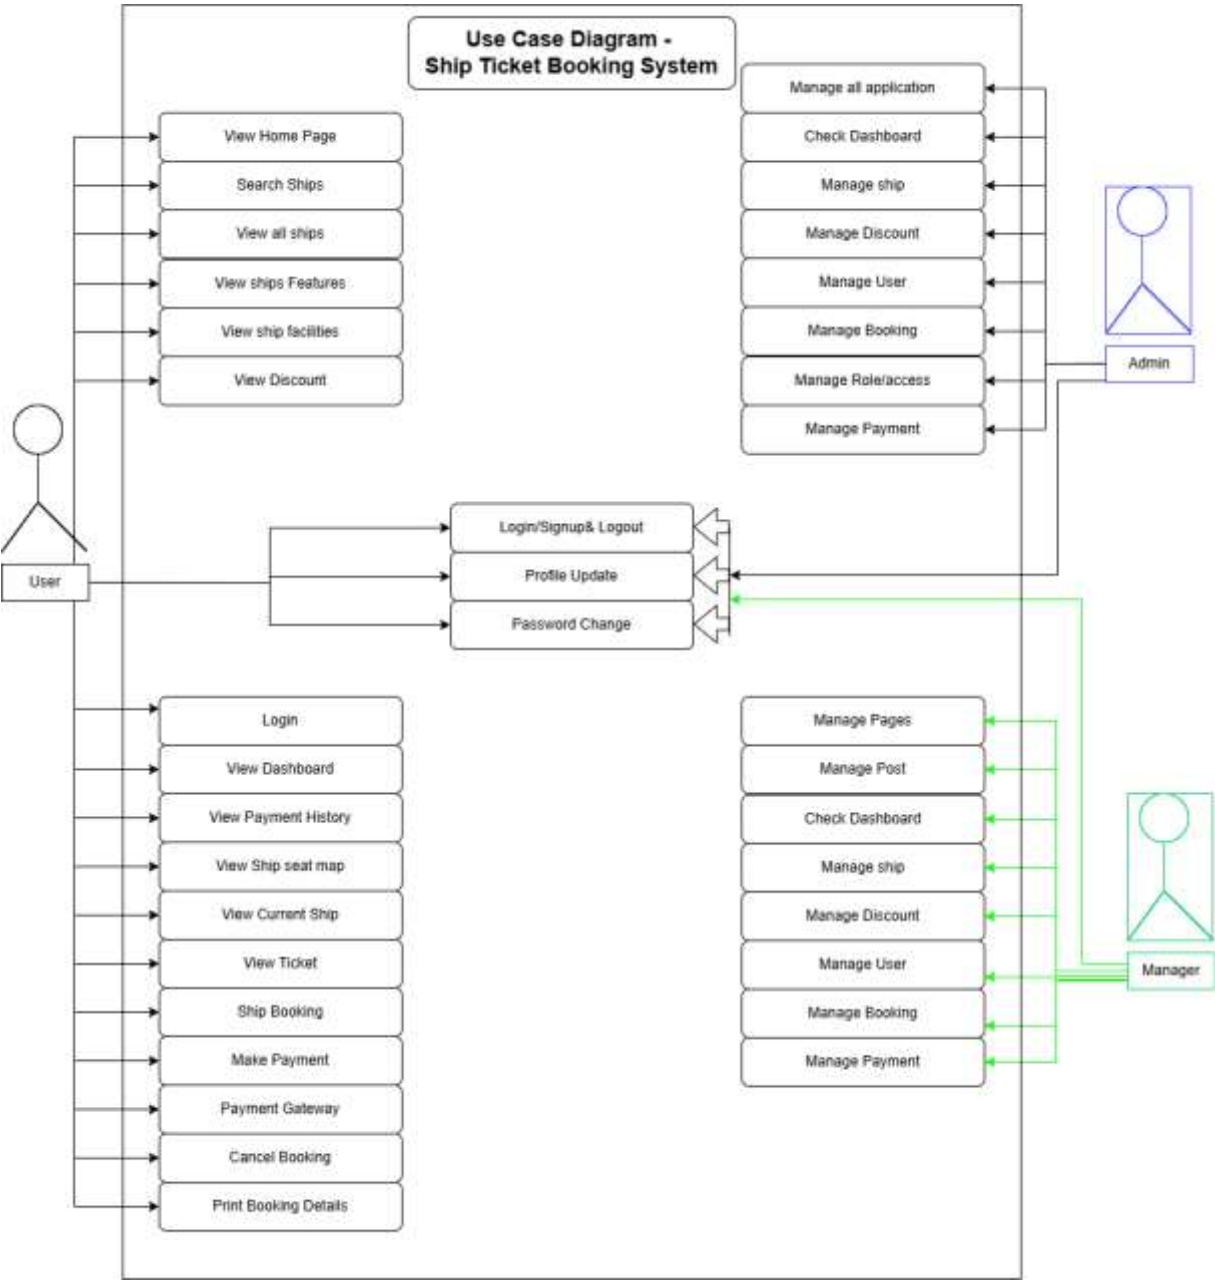 Use Case Diagram -
Ship Ticket Booking System
View Home Page
Search Ships
View all ships
View ships Features
View ship facilities
View Discount
Manage all application
Check Dashboard
Manage ship
Manage Discount
Manage User
Manage Booking
Manage Role/access
Manage Payment
Admin
User
Login/Signup& Logout
Profile Update
Password Change
Login
View Dashboard
View Payment History
View Ship seat map
View Current Ship
View Ticket
Ship Booking
Make Payment
Payment Gateway
Cancel Booking
Print Booking Details
Manage Pages
Manage Post
Check Dashboard
Manage ship
Manage Discount
Manage User
Manage Booking
Manage Payment
Manager